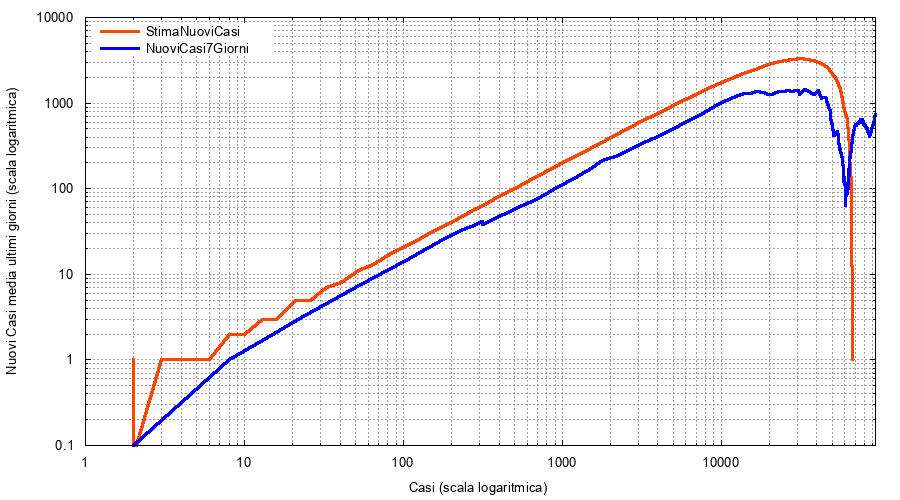 10000
1000
100
10
1
0.1
StimaNuoviCasi
NuoviCasi7Giorni
Nuovi Casi media ultimi giorni (scala logaritmica)
1 10 100 1000 10000
Casi (scala logaritmica)